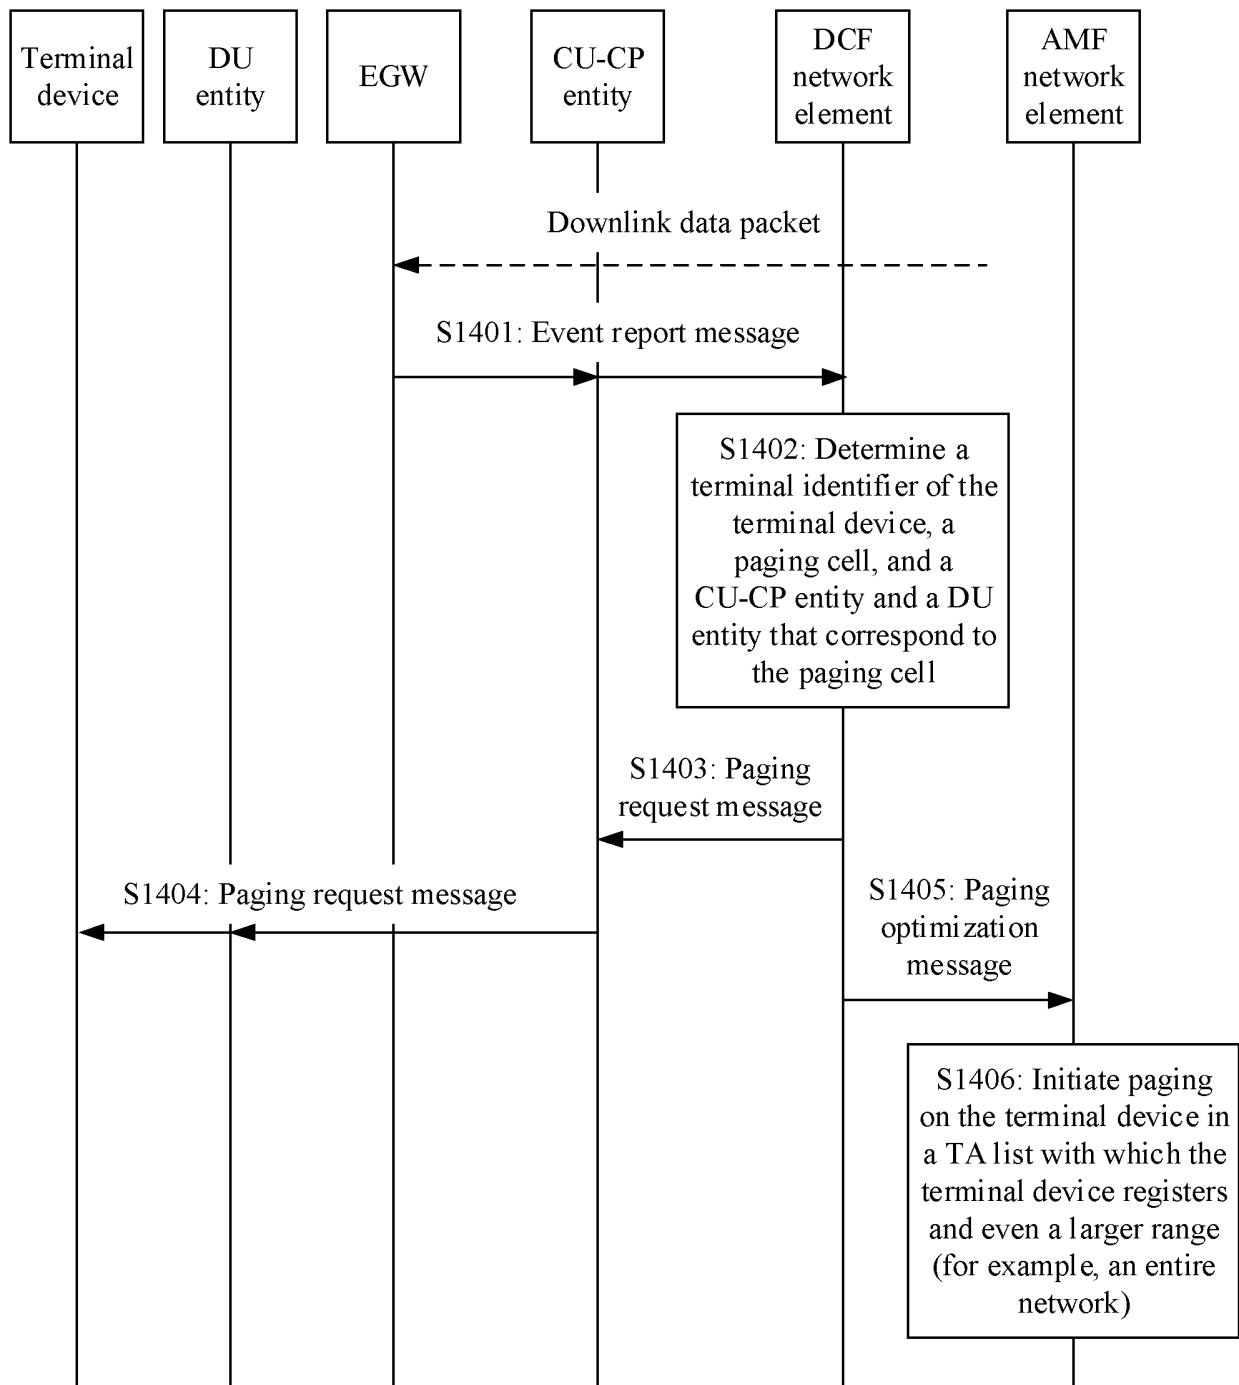 Terminal
device
DU
entity
EGW
CU-CP
entity
DCF
network
element
AMF
network
element
Downlink data packet
S1401: Event report message
S1402: Determine a
terminal identifier of the
terminal device, a
paging cell, and a
CU-CP entity and a DU
entity that correspond to
the paging cell
S1403: Paging
request message
S1404: Paging request message
S1405: Paging
optimization
message
S1406: Initiate paging
on the terminal device in
a TA list with which the
terminal device registers
and even a larger range
(for example, an entire
network)